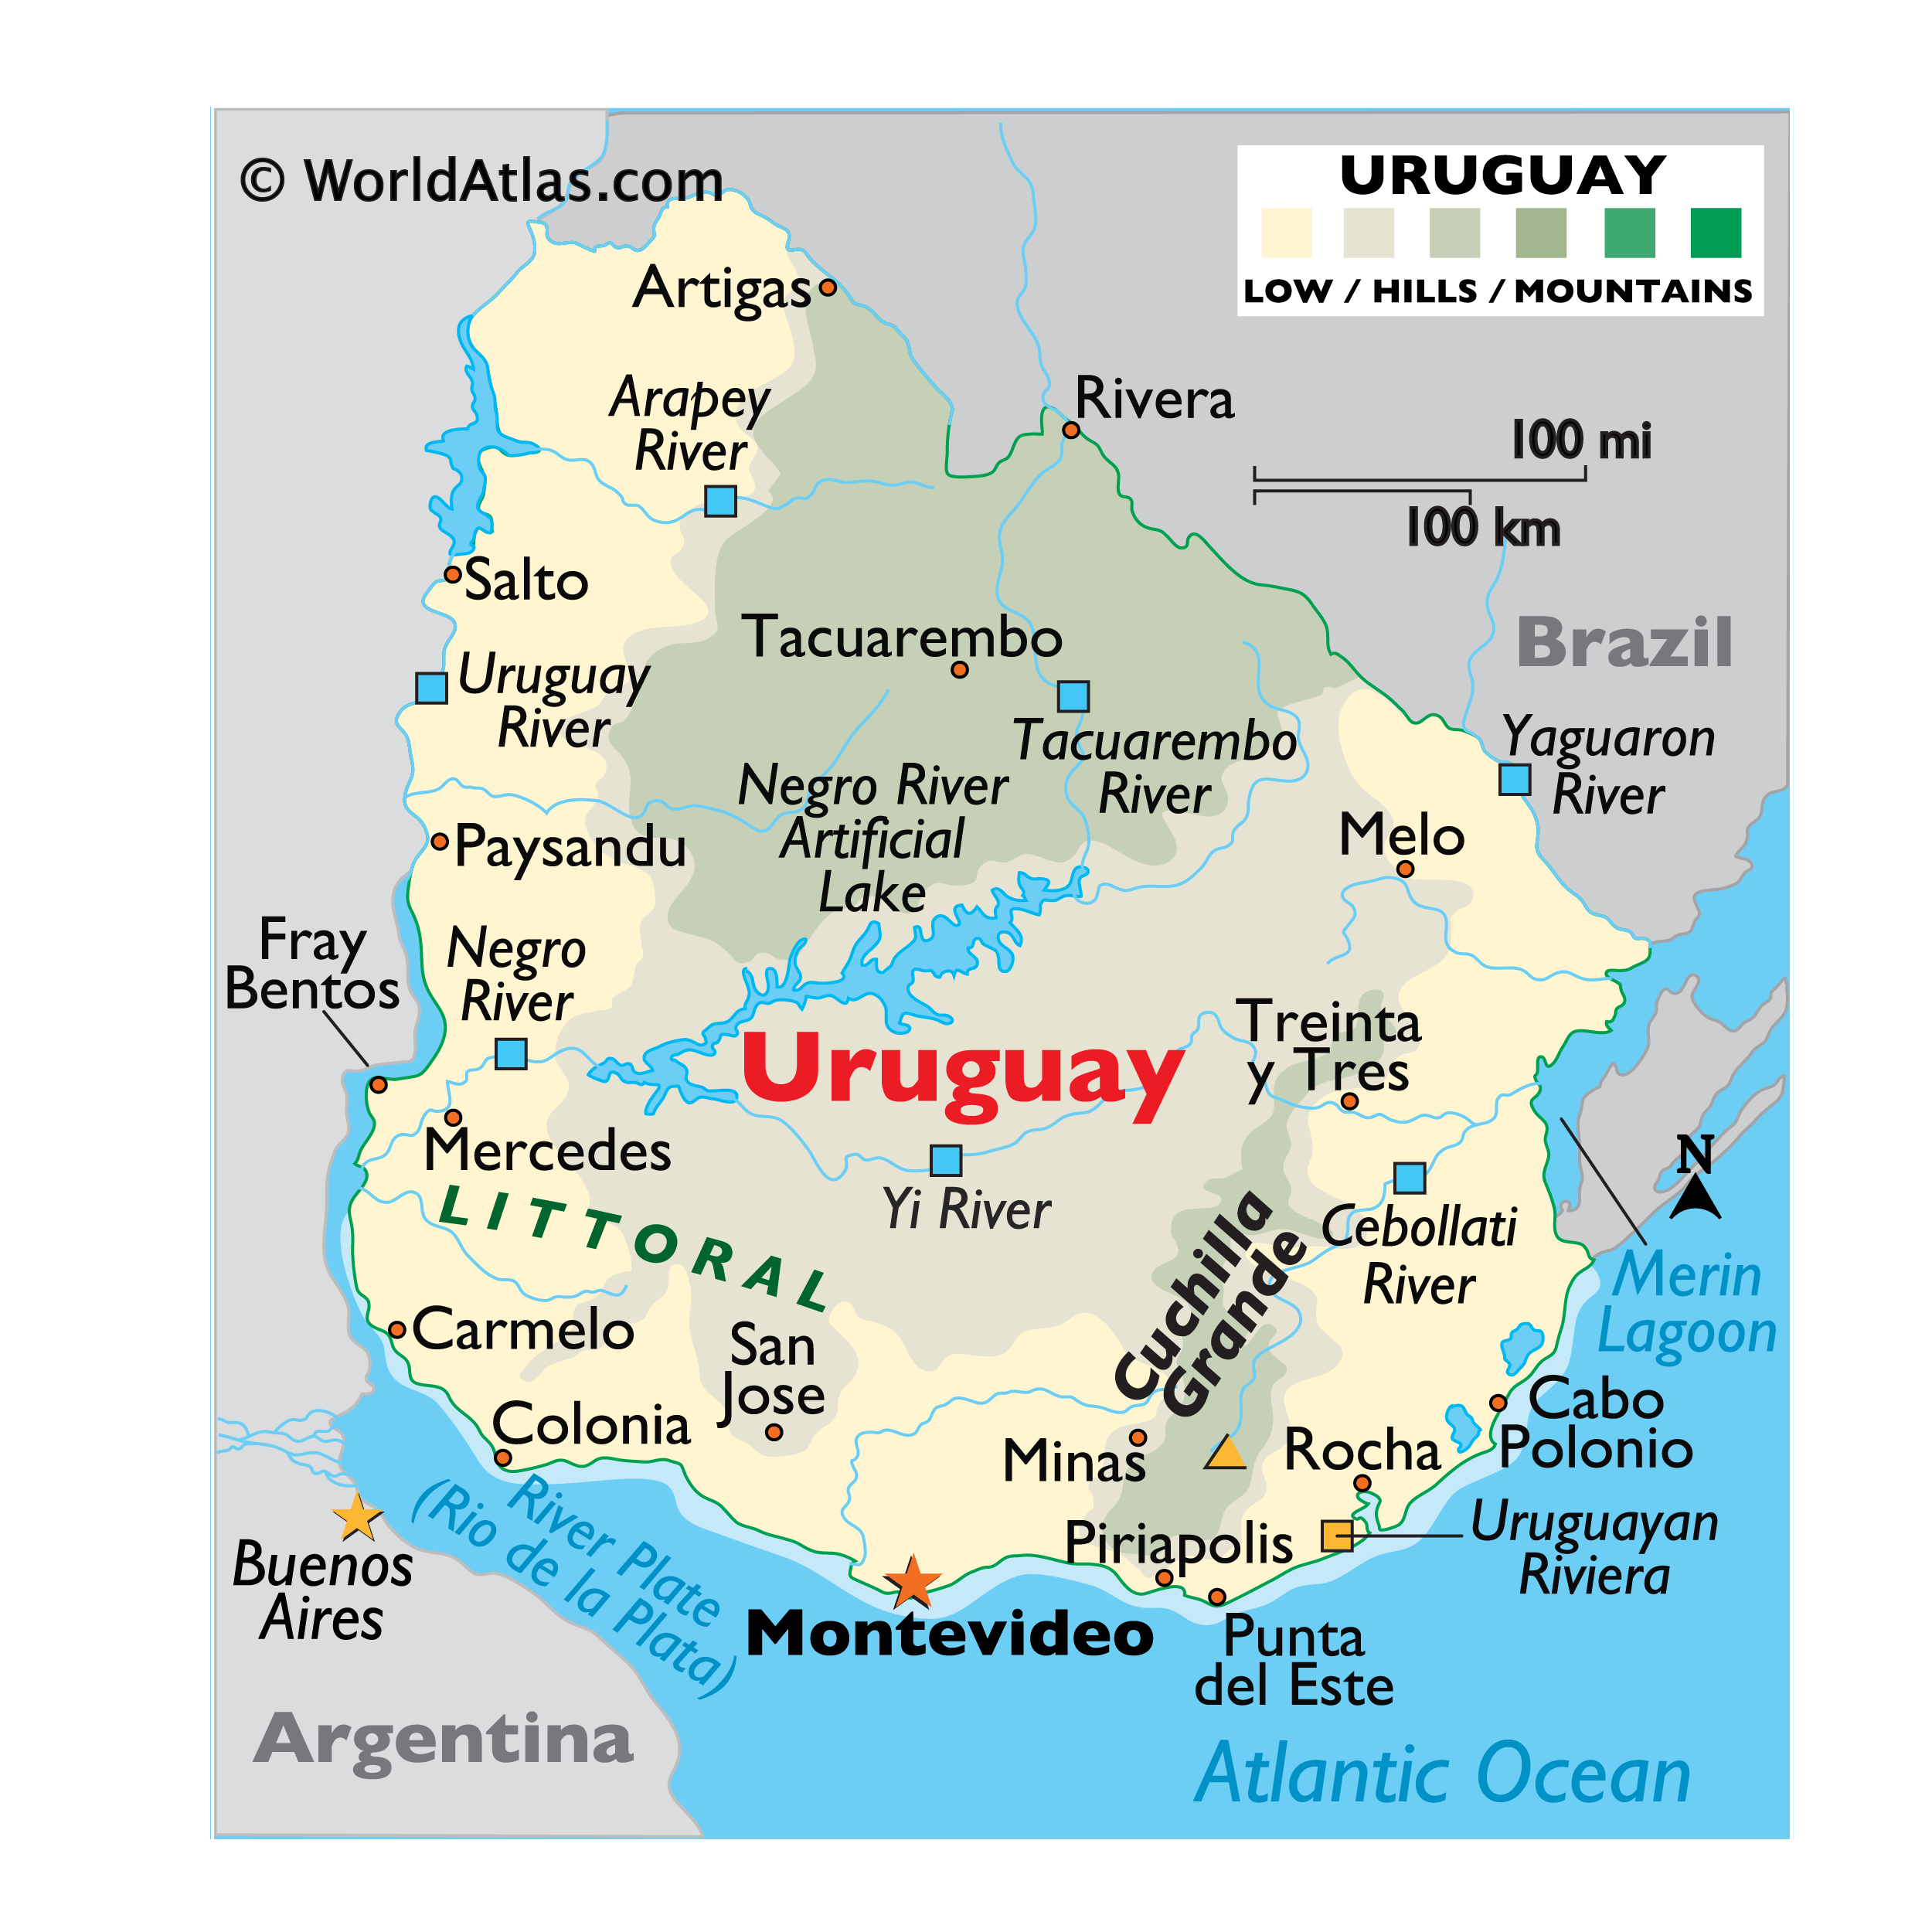 © WorldAtlas.com
URUGUAY
LOW / HILLS / MOUNTAINS
Artigas
Arapey
River
Rivera
100 mi
100 km
Salto
Tacuarembo
Brazil
Uruguay
River
Tacuarembo
River
Yaguaron
River
Negro River
Artificial
Lake
Paysandu
Melo
Fray
Bentos
Negro
River
Treinta
y Tres
Uruguay
Mercedes
N
Yi River
LITTORAL
Cuchilla
Grande
Cebollati
River
Merin
Lagoon
Carmelo
San
Jose
Cabo
Polonio
Colonia
Minas
Rocha
River Plate
(Rio de la Plata)
Uruguayan
Riviera
Piriapolis
Buenos
Aires
Montevideo
Punta
del Este
Argentina
Atlantic Ocean